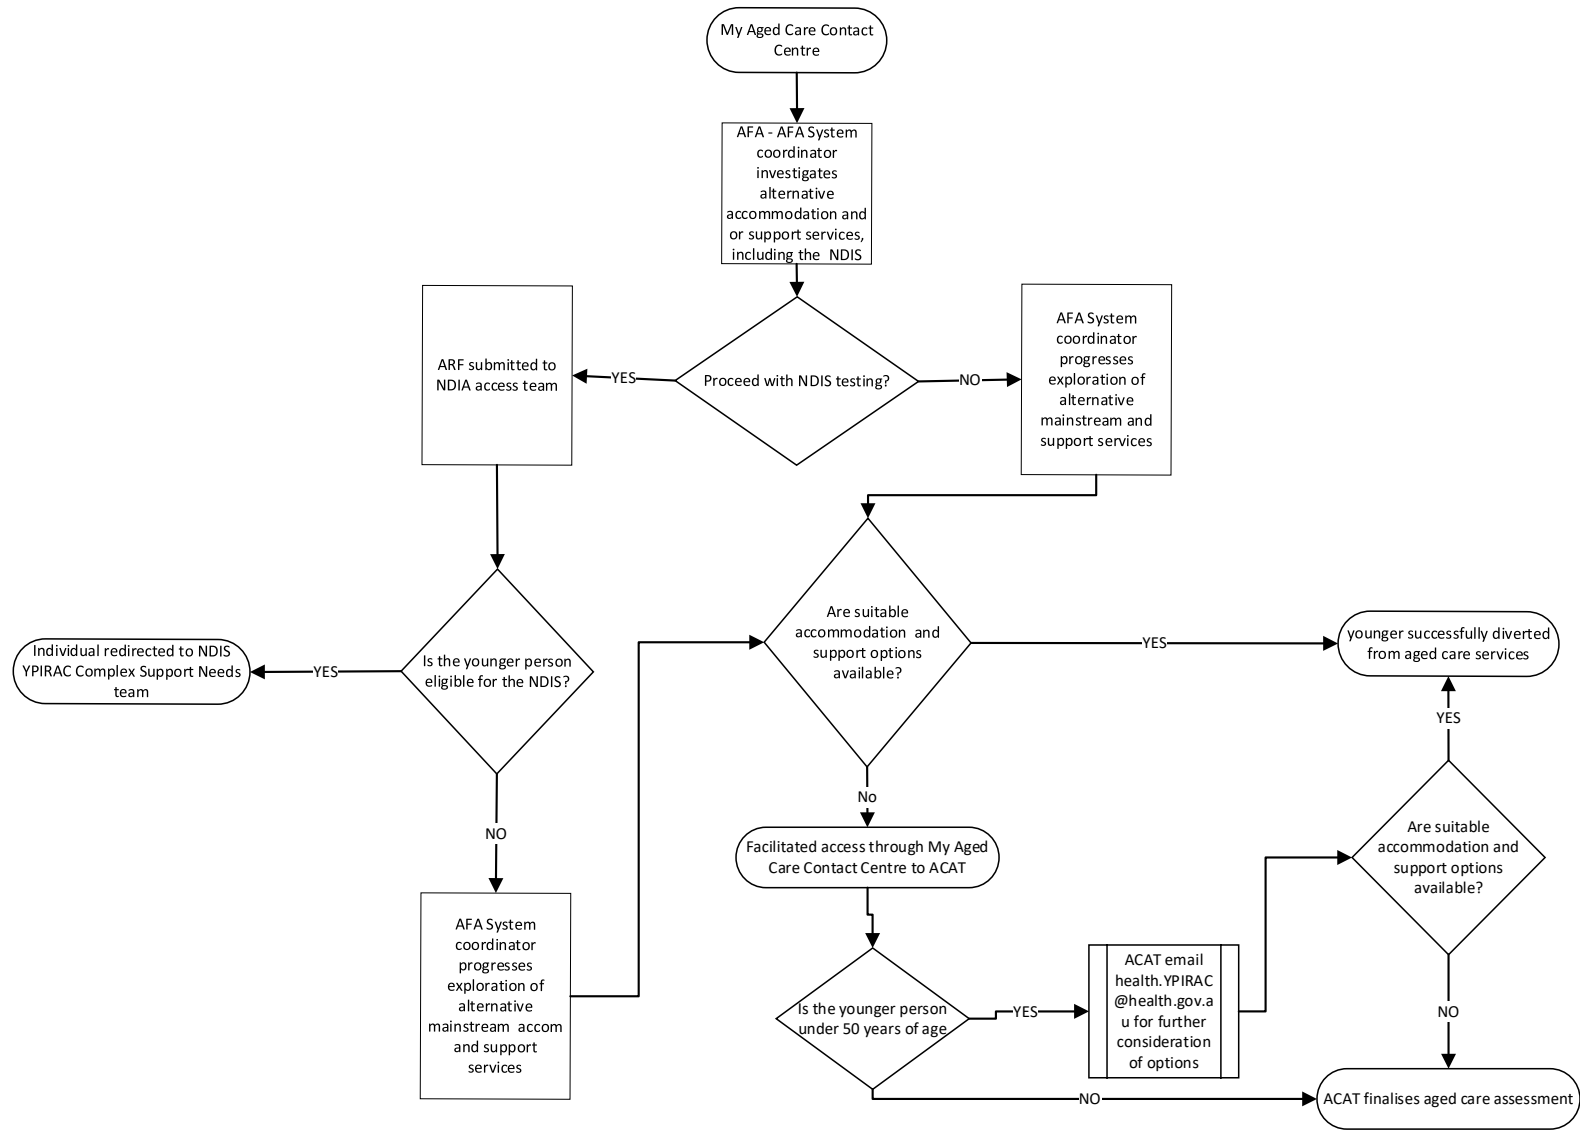 My Aged Care Contact
Centre
AFA - AFA System
coordinator
investigates
alternative
accommodation and
or support services,
including the NDIS
Proceed with NDIS testing?
YES
NO
ARF submitted to
NDIA access team
AFA System
coordinator
progresses
exploration of
alternative
mainstream and
support services
Is the younger person
eligible for the NDIS?
YES
Individual redirected to NDIS
YPIRAC Complex Support Needs
team
NO
AFA System
coordinator
progresses
exploration of
alternative
mainstream accom
and support
services
Are suitable
accommodation and
support options
available?
YES
younger successfully diverted
from aged care services
No
Facilitated access through My Aged
Care Contact Centre to ACAT
Is the younger person
under 50 years of age
YES
ACAT email
health.YPIRAC
@health.gov.a
u for further
consideration
of options
Are suitable
accommodation and
support options
available?
YES
NO
NO
ACAT finalises aged care assessment